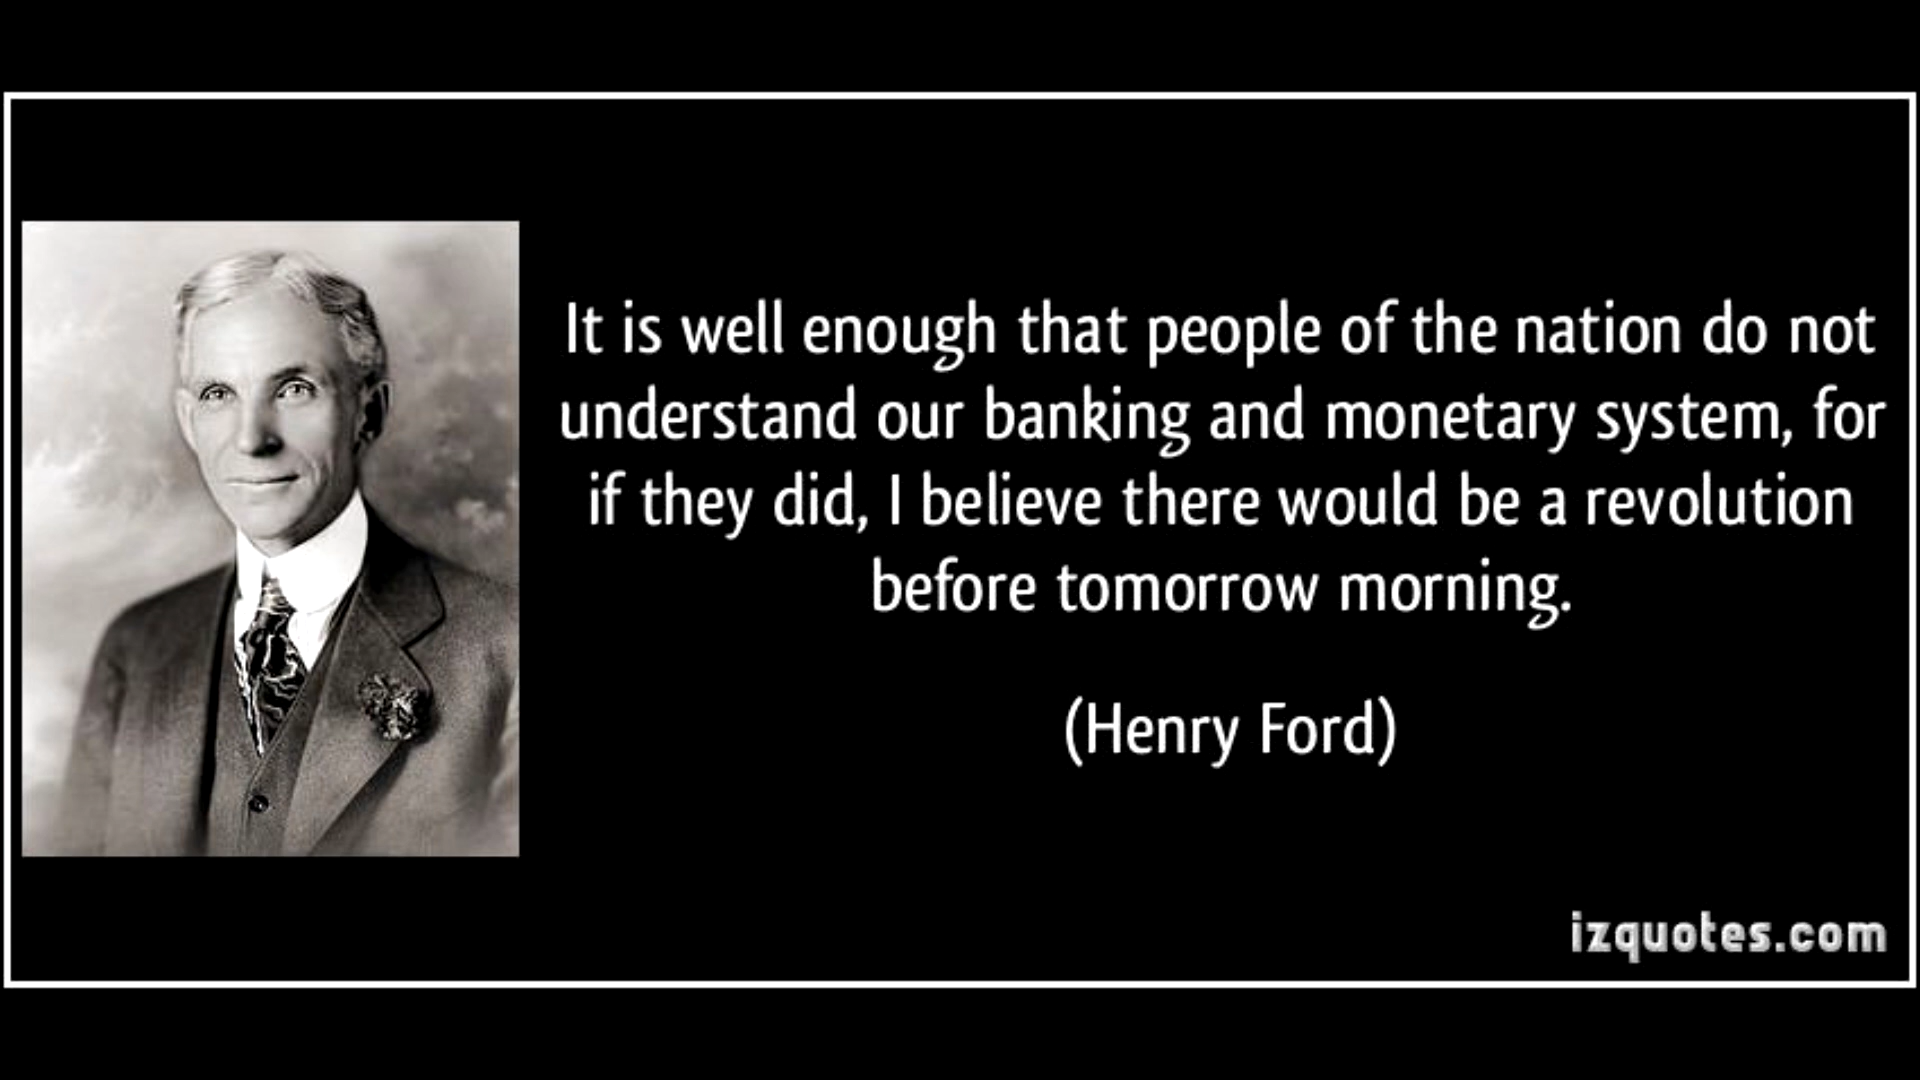 It is well enough that people of the nation do not
understand our banking and monetary system, for
if they did, I believe there would be a revolution
before tomorrow morning.
(Henry Ford)
izquotes.com